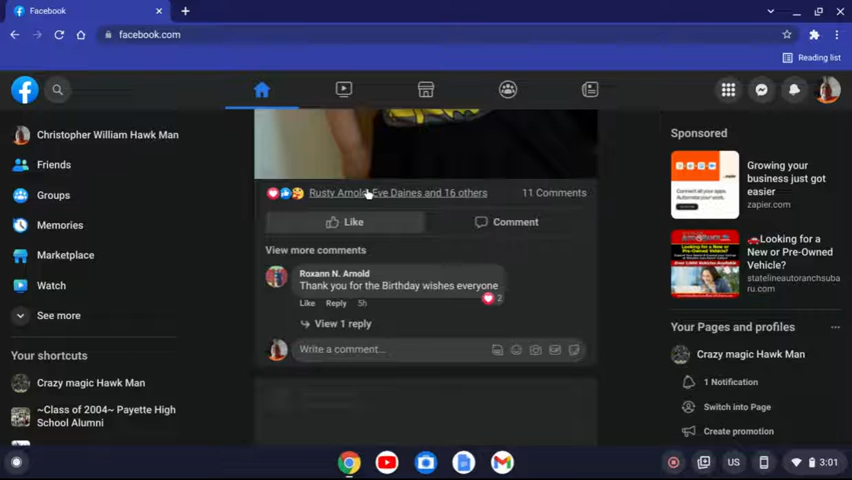 Facebook
facebook.com
Reading list
Christopher William Hawk Man
Friends
Groups
Memories
Marketplace
Watch
See more
Your shortcuts
Crazy magic Hawk Man
~Class of 2004~ Payette High
School Alumni
Rusty Arnold, Eve Daines and 16 others
11 Comments
Like
Comment
View more comments
Roxann N. Arnold
Thank you for the Birthday wishes everyone
2
Like Reply 5h
View 1 reply
Write a comment...
Sponsored
Growing your
business just got
easier
zapier.com
Looking for a
New or Pre-Owned
Vehicle?
statelineautoranchsuba
ru.com
Your Pages and profiles
Crazy magic Hawk Man
1 Notification
Switch into Page
Create promotion
US
3:01